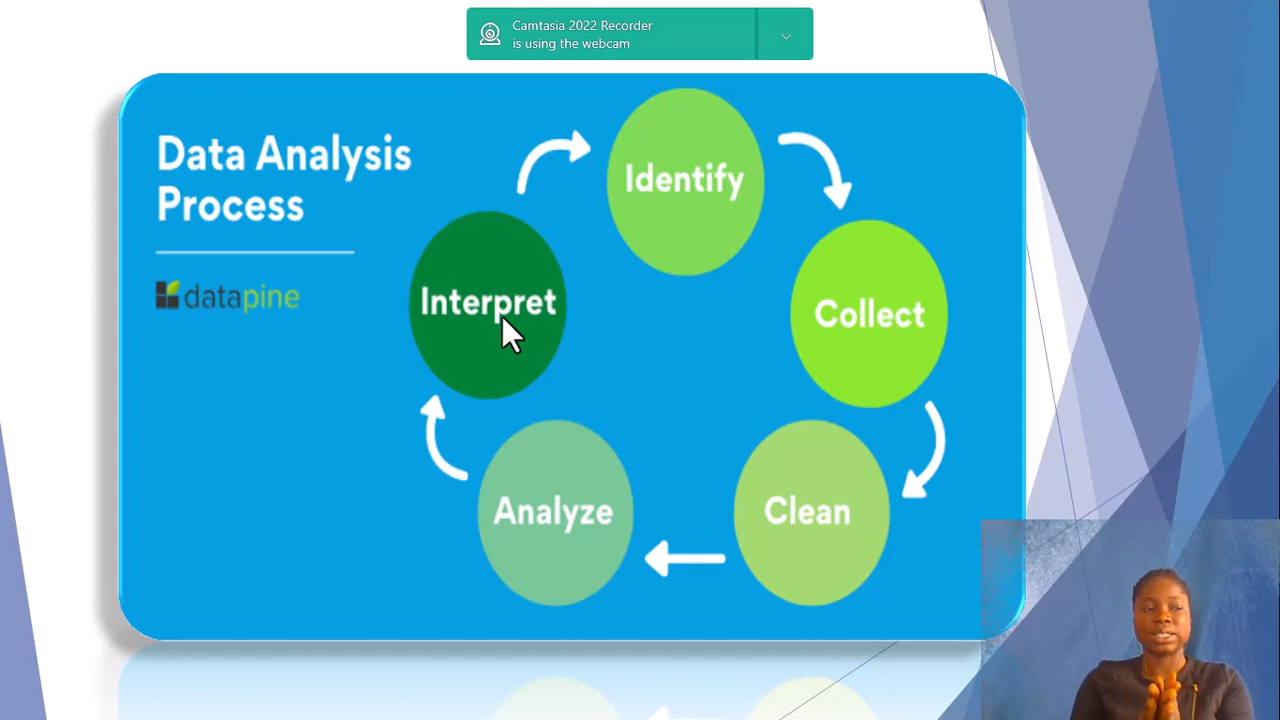 Camtasia 2022 Recorder
is using the webcam
Data Analysis
Process
datapine
Identify
Collect
Clean
Analyze
Interpret